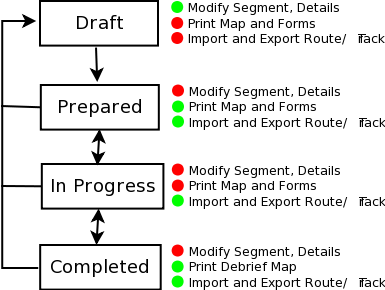 Draft
Modify Segment, Details
Print Map and Forms
Import and Export Route/ Track
Prepared
Modify Segment, Details
Print Map and Forms
Import and Export Route/ Track
In Progress
Modify Segment, Details
Print Map and Forms
Import and Export Route/ Track
Completed
Modify Segment, Details
Print Debrief Map
Import and Export Route/ Track